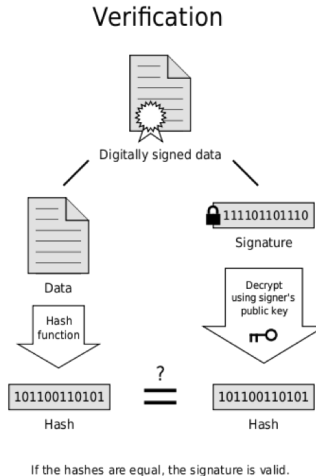 Verification
Digitally signed data
111101101110
Signature
Data
Decrypt
using signer's
public key
Hash
function
?
101100110101
=
101100110101
Hash
Hash
If the hashes are equal, the signature is valid.